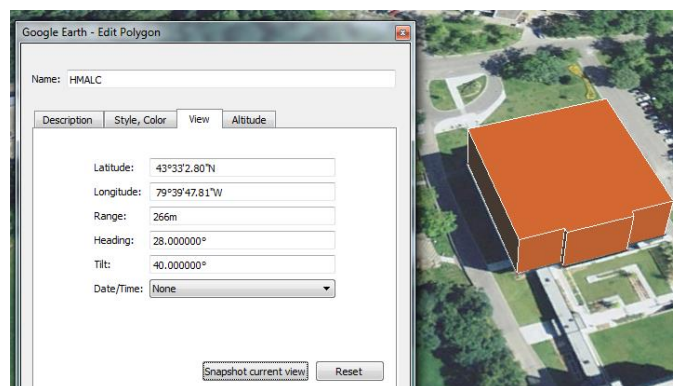 Google Earth - Edit Polygon
Name: HMALC
Description Style, Color View Altitude
Latitude: 43°33'2.80"N
Longitude: 79°39'47.81"W
Range: 266m
Heading: 28.000000°
Tilt: 40.000000°
Date/Time: None
Snapshot current view Reset